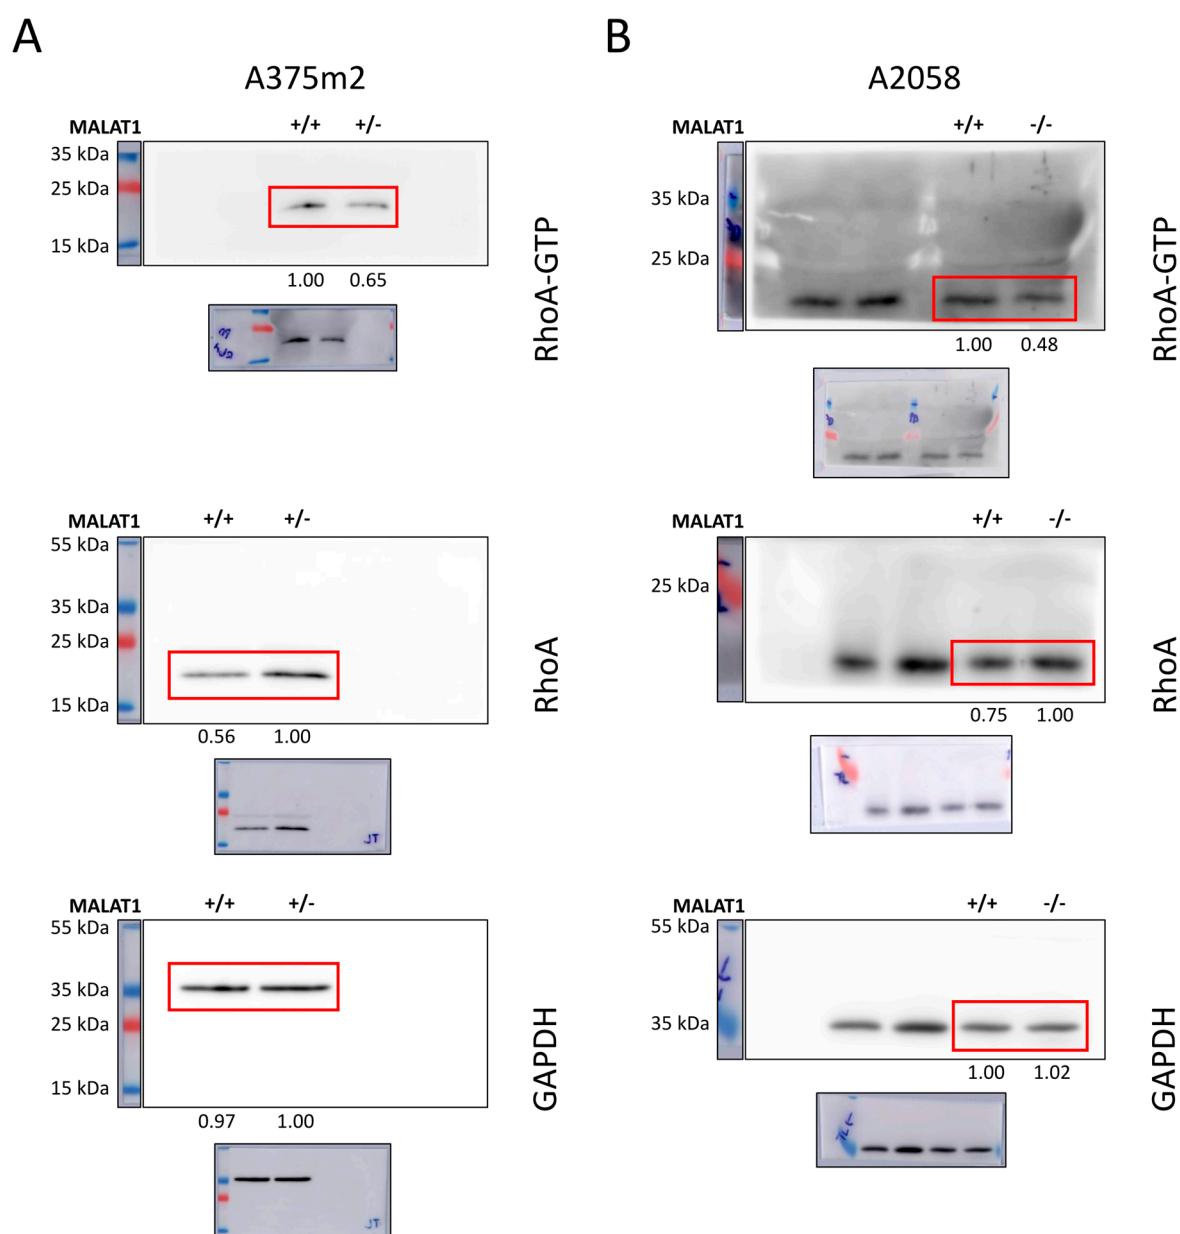 A
A375m2
MALAT1 +/+ +/-
35 kDa
25 kDa
15 kDa
1.00 0.65
RhoA-GTP
MALAT1 +/+ +/-
55 kDa
35 kDa
25 kDa
15 kDa
0.56 1.00
JT
RhoA
MALAT1 +/+ +/-
55 kDa
35 kDa
25 kDa
15 kDa
0.97 1.00
JT
GAPDH
B
A2058
MALAT1 +/+ -/-
35 kDa
25 kDa
1.00 0.48
RhoA-GTP
MALAT1 +/+ -/-
25 kDa
0.75 1.00
RhoA
MALAT1 +/+ -/-
55 kDa
35 kDa
1.00 1.02
GAPDH